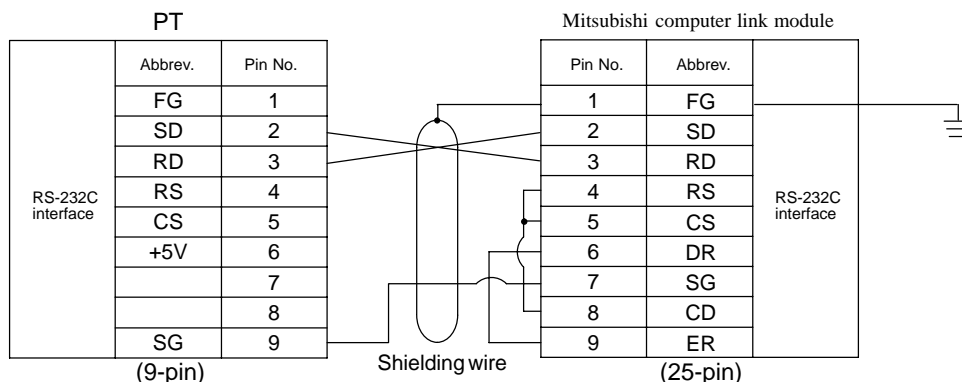 PT
Mitsubishi computer link module
Abbrev. Pin No.
Pin No. Abbrev.
FG 1
1 FG
SD 2
2 SD
RD 3
3 RD
RS 4
4 RS
CS 5
5 CS
+5V 6
6 DR
7
7 SG
8
8 CD
SG 9
9 ER
RS-232C
interface
RS-232C
interface
(9-pin)
Shielding wire
(25-pin)